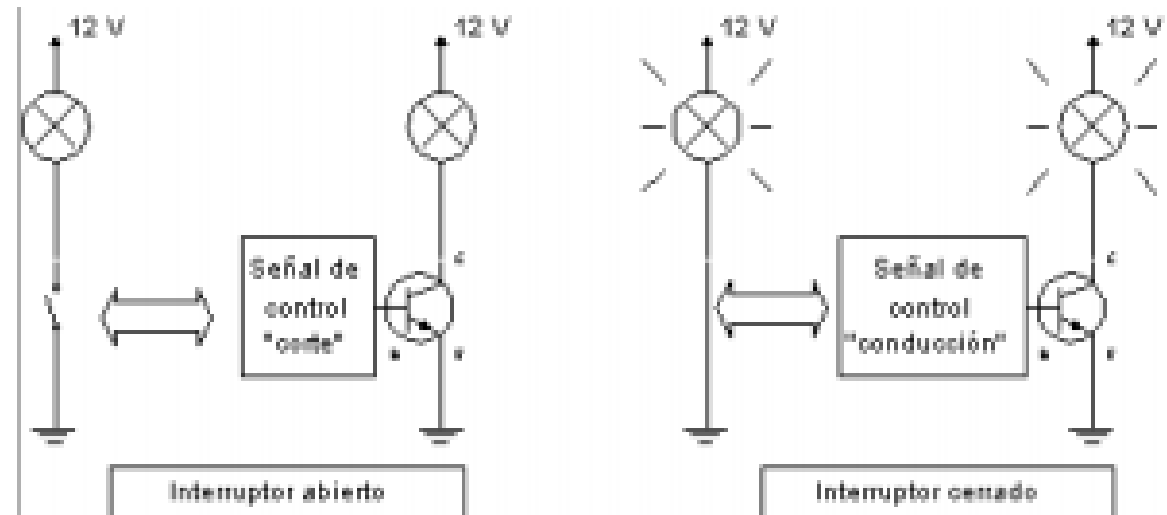 12 V
12 V
12 V
12 V
Señal de
control
"corte"
C
B
E
Señal de
control
"conducción"
C
B
E
Interruptor abierto
Interruptor cerrado